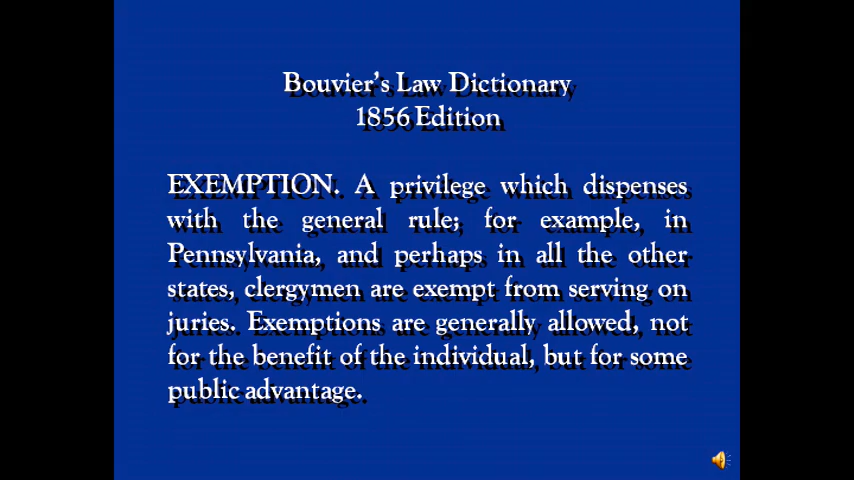 Bouvier's Law Dictionary
1856 Edition
EXEMPTION. A privilege which dispenses
with the general rule; for example, in
Pennsylvania, and perhaps in all the other
states, clergymen are exempt from serving on
juries. Exemptions are generally allowed, not
for the benefit of the individual, but for some
public advantage.